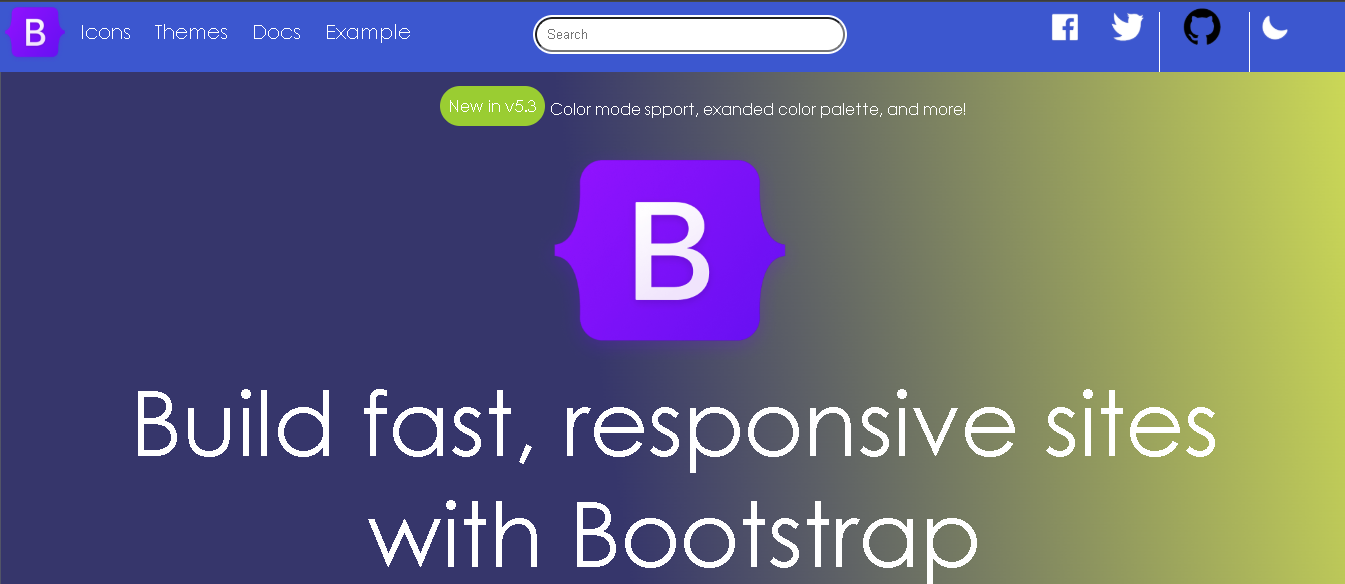 B Icons Themes Docs Example Search
New in v5.3 Color mode spport, exanded color palette, and more!
B
Build fast, responsive sites
with Bootstrap